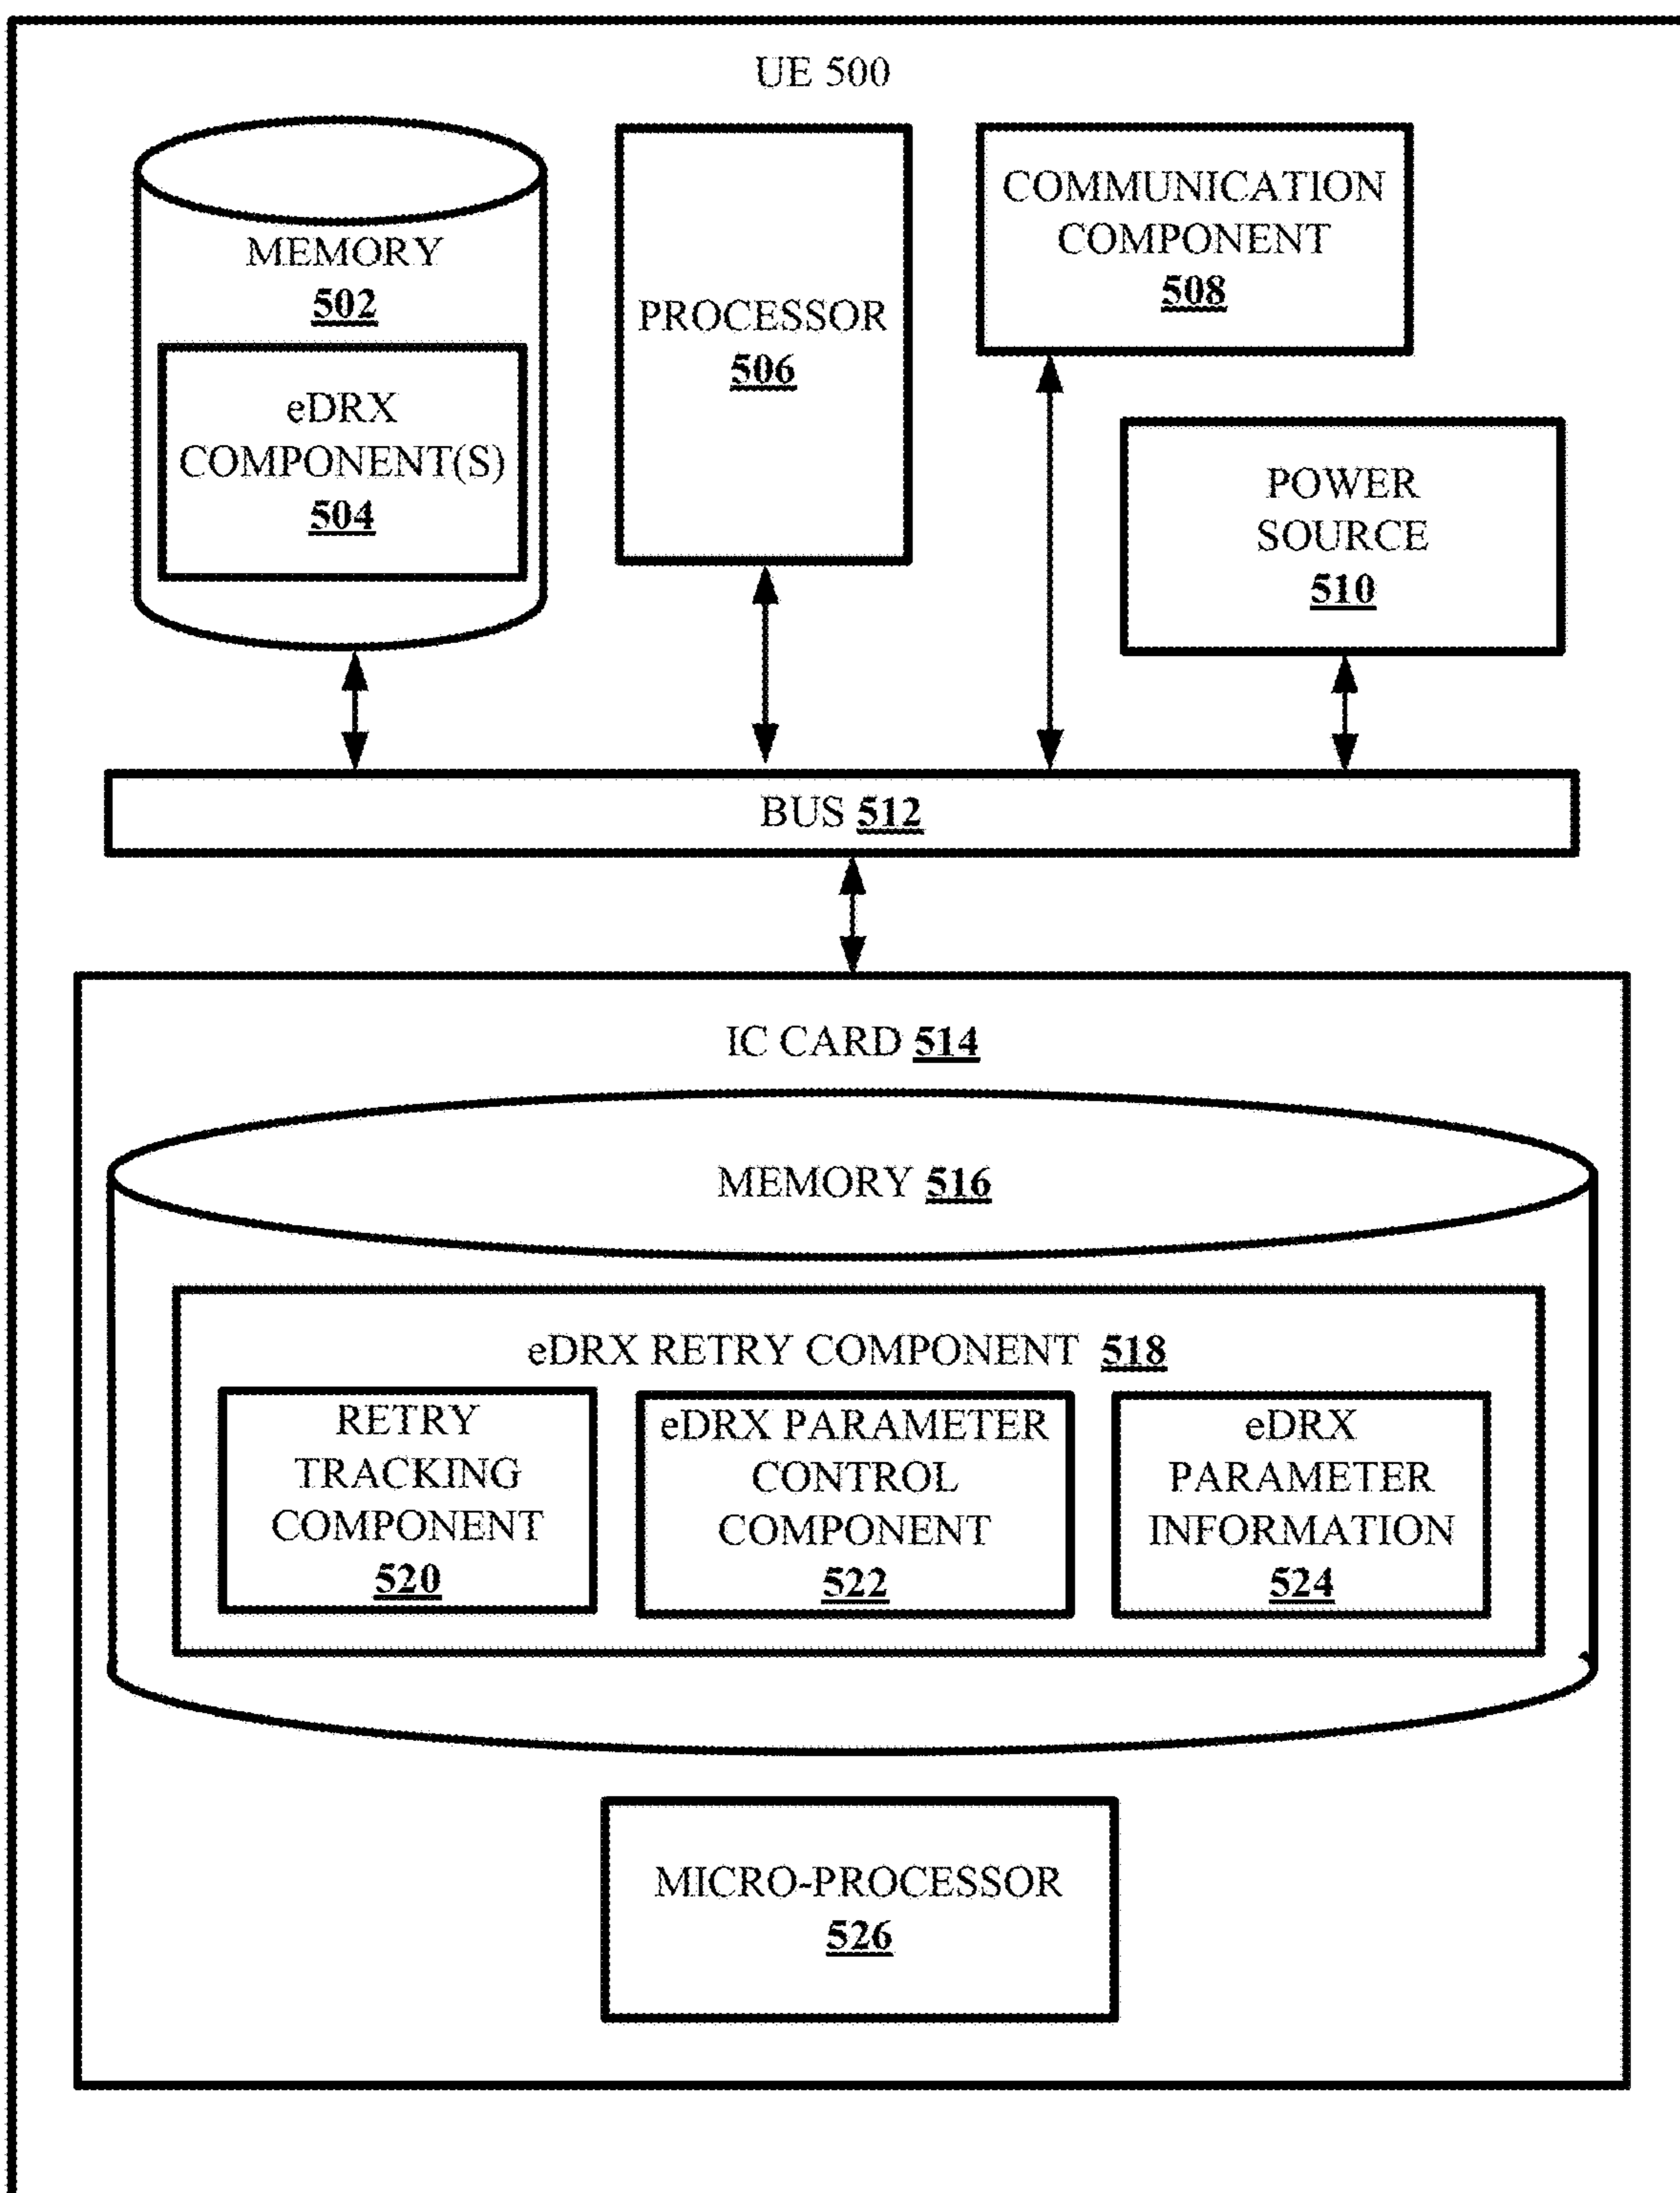 UE 500
MEMORY
502
eDRX
COMPONENT(S)
504
PROCESSOR
506
COMMUNICATION
COMPONENT
508
POWER
SOURCE
510
BUS 512
IC CARD 514
MEMORY 516
eDRX RETRY COMPONENT 518
RETRY
TRACKING
COMPONENT
520
eDRX PARAMETER
CONTROL
COMPONENT
522
eDRX
PARAMETER
INFORMATION
524
MICRO-PROCESSOR
526